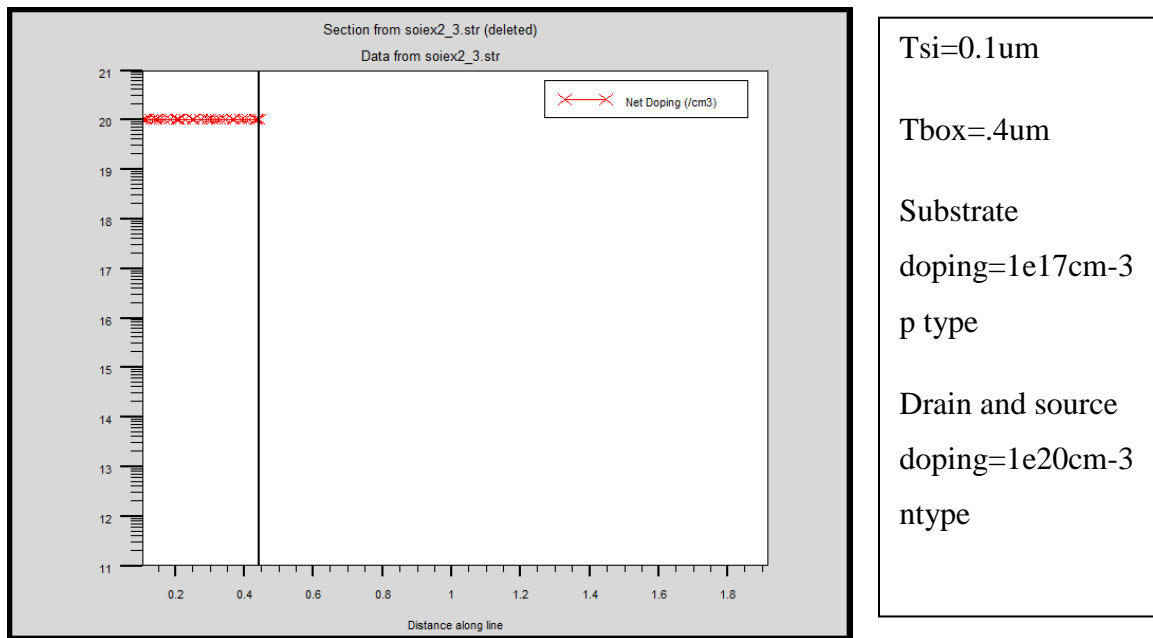 Section from soiex2_3.str (deleted)
Data from soiex2_3.str
21
20
19
18
17
16
15
14
13
12
11
Net Doping (/cm3)
0.2 0.4 0.6 0.8 1 1.2 1.4 1.6 1.8
Distance along line
Tsi=0.1um
Tbox=.4um
Substrate
doping=1e17cm-3
p type
Drain and source
doping=1e20cm-3
ntype